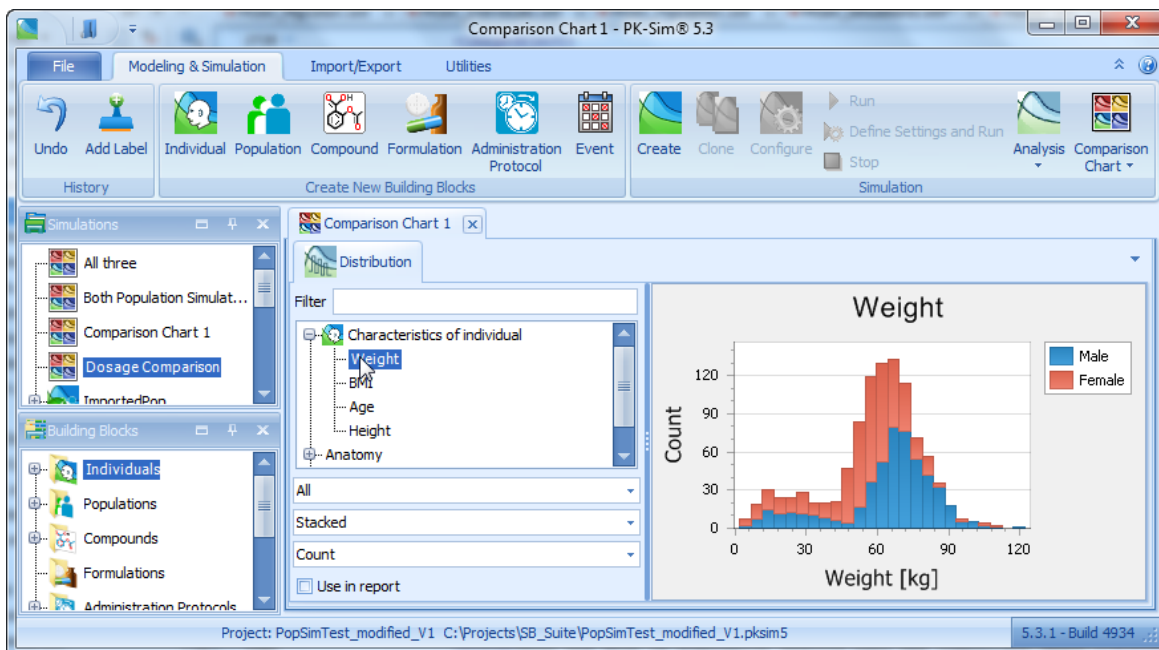 Comparison Chart 1 - PK-Sim® 5.3
File Modeling & Simulation Import/Export Utilities
Undo Add Label Individual Population Compound Formulation Administration Protocol Event Create Clone Configure Run Define Settings and Run Stop Analysis Comparison Chart
History Create New Building Blocks Simulation
Simulations
All three
Both Population Simulat...
Comparison Chart 1
Dosage Comparison
ImportedPop
Building Blocks
Individuals
Populations
Compounds
Formulations
Administration Protocols
Comparison Chart 1
Distribution
Filter
Characteristics of individual
Weight
BMI
Age
Height
Anatomy
All
Stacked
Count
Use in report
Weight
Male
Female
Count
120
90
60
30
0
0 30 60 90 120
Weight [kg]
Project: PopSimTest_modified_V1 C:\Projects\SB_Suite\PopSimTest_modified_V1.pksim5 5.3.1 - Build 4934